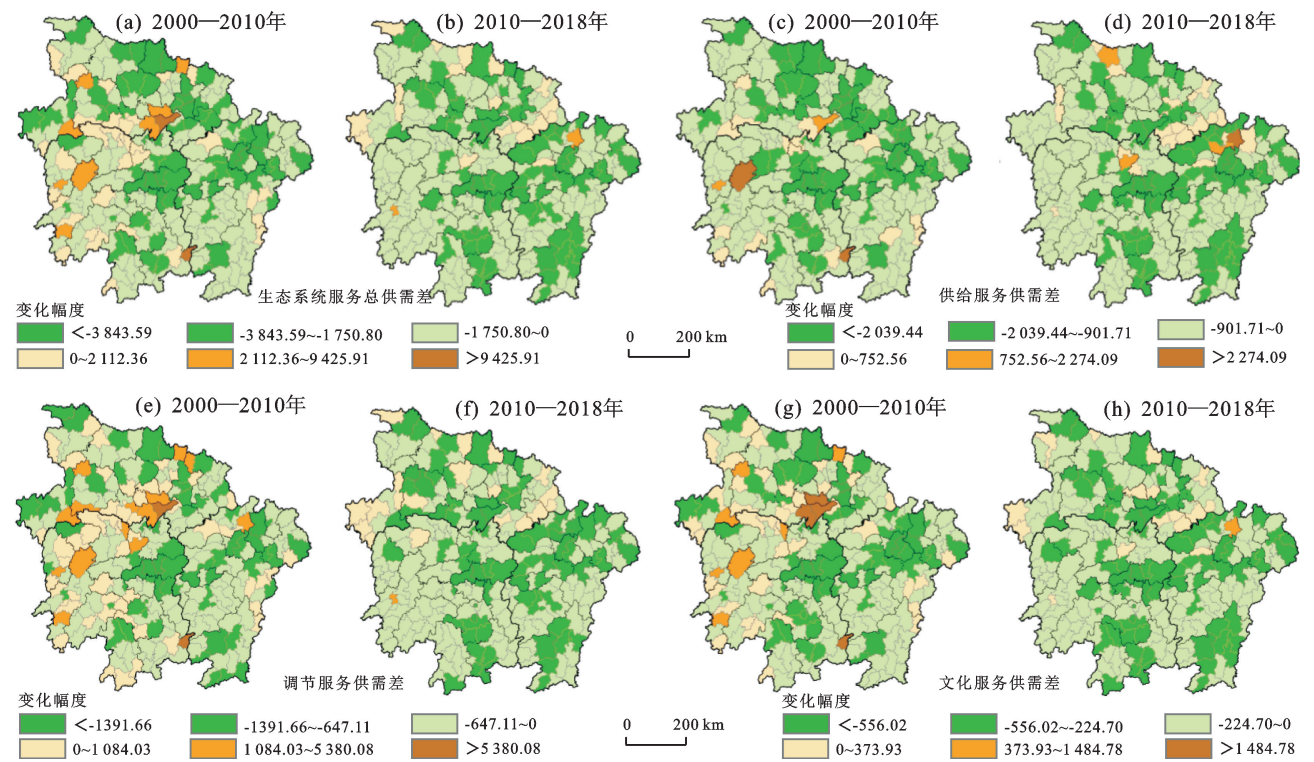 (a) 2000—2010年
(b) 2010—2018年
(c) 2000—2010年
(d) 2010—2018年
生态系统服务总供需差
变化幅度
<-3 843.59
-3 843.59~-1 750.80
-1 750.80~0
0~2 112.36
2 112.36~9 425.91
>9 425.91
0 200 km
供给服务供需差
变化幅度
<-2 039.44
-2 039.44~-901.71
-901.71~0
0~752.56
752.56~2 274.09
>2 274.09
(e) 2000—2010年
(f) 2010—2018年
(g) 2000—2010年
(h) 2010—2018年
调节服务供需差
变化幅度
<-1391.66
-1391.66~-647.11
-647.11~0
0~1 084.03
1 084.03~5 380.08
>5 380.08
0 200 km
文化服务供需差
变化幅度
<-556.02
-556.02~-224.70
-224.70~0
0~373.93
373.93~1 484.78
>1 484.78